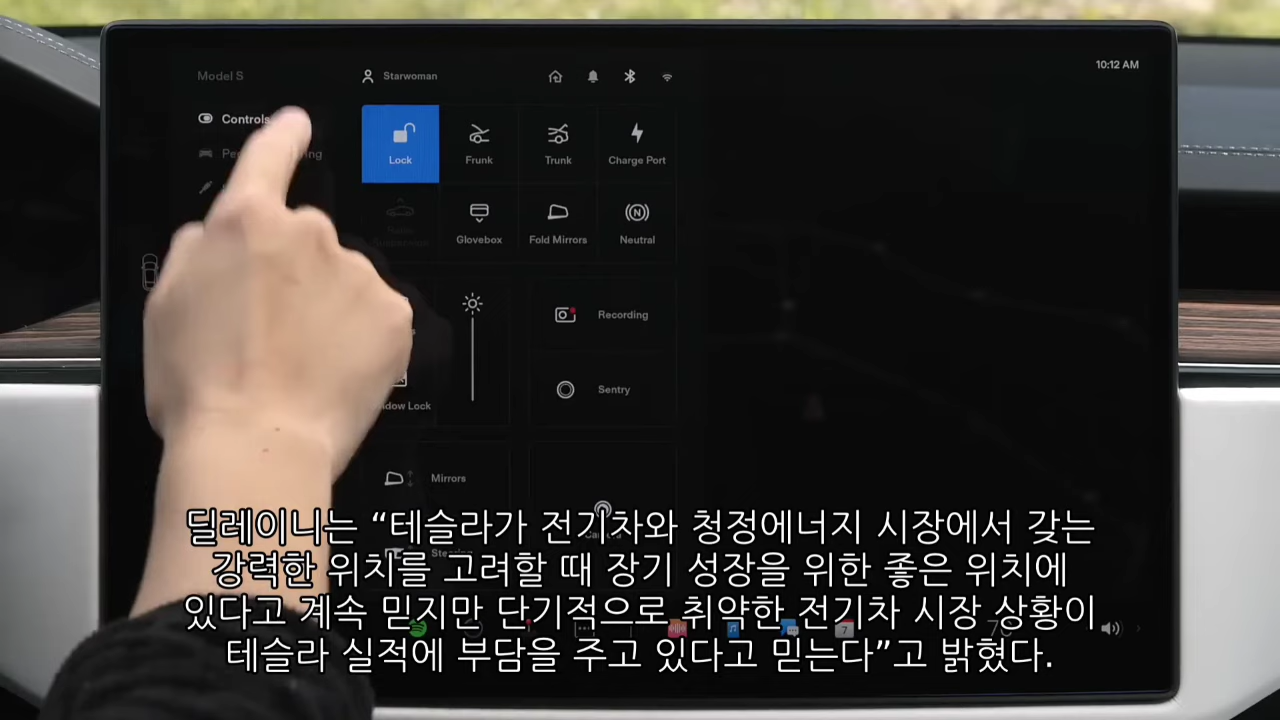 Model S
Starwoman
10:12 AM
Controls
Lock
Frunk
Trunk
Charge Port
Glovebox
Fold Mirrors
Neutral
Recording
Sentry
Lock
Mirrors
딜레이니는 “테슬라가 전기차와 청정에너지 시장에서 갖는
강력한 위치를 고려할 때 장기 성장을 위한 좋은 위치에
있다고 계속 믿지만 단기적으로 취약한 전기차 시장 상황이
테슬라 실적에 부담을 주고 있다고 믿는다”고 밝혔다.
7